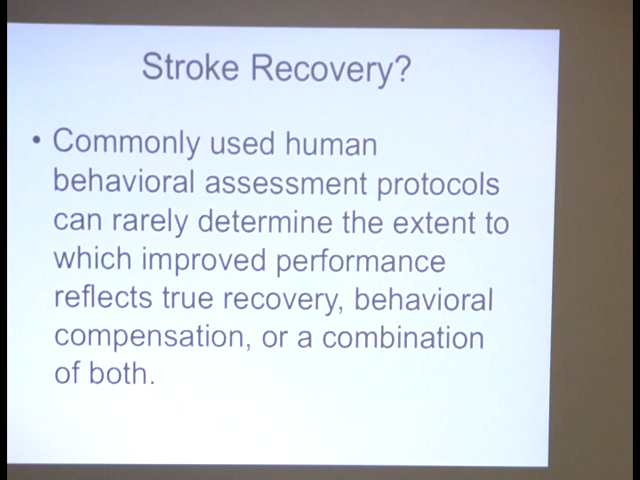 Stroke Recovery?
• Commonly used human
behavioral assessment protocols
can rarely determine the extent to
which improved performance
reflects true recovery, behavioral
compensation, or a combination
of both.